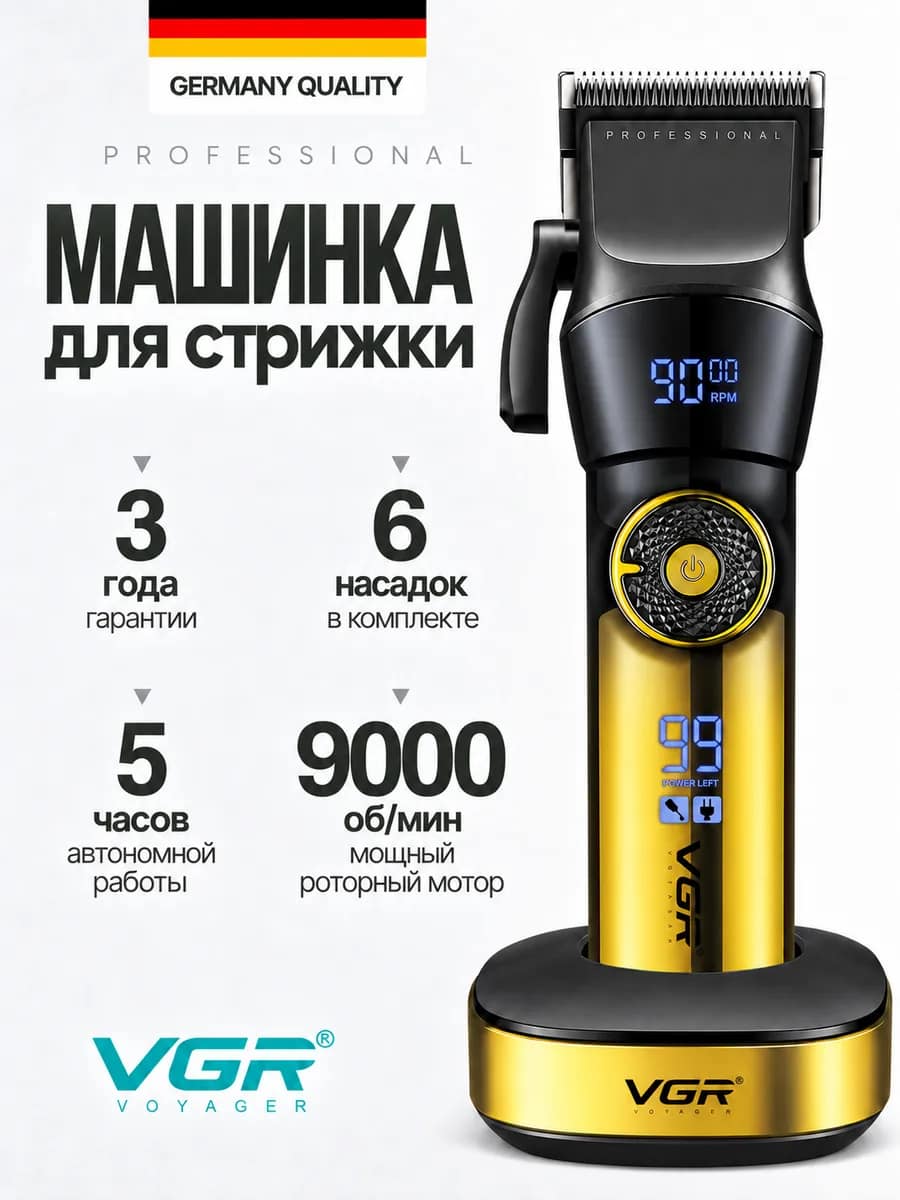 GERMANY QUALITY
PROFESSIONAL
МАШИНКА
для стрижки
3
года
гарантии
6
насадок
в комплекте
5
часов
автономной
работы
9000
об/мин
мощный
роторный мотор
VGR®
VOYAGER
PROFESSIONAL
9000
RPM
99
POWER LEFT
VGR
VGR®
VOYAGER